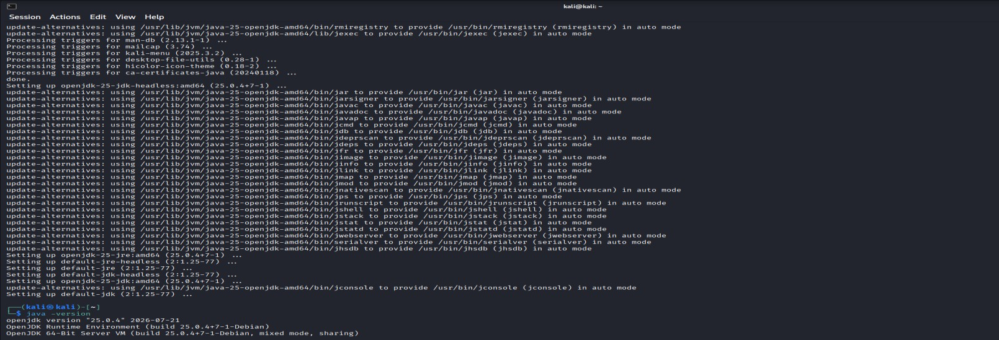 kali@kali: ~
Session Actions Edit View Help
update-alternatives: using /usr/lib/jvm/java-25-openjdk-amd64/bin/rmiregistry to provide /usr/bin/rmiregistry (rmiregistry) in auto mode
update-alternatives: using /usr/lib/jvm/java-25-openjdk-amd64/lib/jexec to provide /usr/bin/jexec (jexec) in auto mode
Processing triggers for man-db (2.13.1-1) ...
Processing triggers for mailcap (3.74) ...
Processing triggers for kali-menu (2025.3.2) ...
Processing triggers for desktop-file-utils (0.28-1) ...
Processing triggers for hicolor-icon-theme (0.18-2) ...
Processing triggers for ca-certificates-java (20240118) ...
done.
Setting up openjdk-25-jdk-headless:amd64 (25.0.4+7-1) ...
update-alternatives: using /usr/lib/jvm/java-25-openjdk-amd64/bin/jar to provide /usr/bin/jar (jar) in auto mode
update-alternatives: using /usr/lib/jvm/java-25-openjdk-amd64/bin/jarsigner to provide /usr/bin/jarsigner (jarsigner) in auto mode
update-alternatives: using /usr/lib/jvm/java-25-openjdk-amd64/bin/javac to provide /usr/bin/javac (javac) in auto mode
update-alternatives: using /usr/lib/jvm/java-25-openjdk-amd64/bin/javadoc to provide /usr/bin/javadoc (javadoc) in auto mode
update-alternatives: using /usr/lib/jvm/java-25-openjdk-amd64/bin/javap to provide /usr/bin/javap (javap) in auto mode
update-alternatives: using /usr/lib/jvm/java-25-openjdk-amd64/bin/jcmd to provide /usr/bin/jcmd (jcmd) in auto mode
update-alternatives: using /usr/lib/jvm/java-25-openjdk-amd64/bin/jdb to provide /usr/bin/jdb (jdb) in auto mode
update-alternatives: using /usr/lib/jvm/java-25-openjdk-amd64/bin/jdeprscan to provide /usr/bin/jdeprscan (jdeprscan) in auto mode
update-alternatives: using /usr/lib/jvm/java-25-openjdk-amd64/bin/jdeps to provide /usr/bin/jdeps (jdeps) in auto mode
update-alternatives: using /usr/lib/jvm/java-25-openjdk-amd64/bin/jfr to provide /usr/bin/jfr (jfr) in auto mode
update-alternatives: using /usr/lib/jvm/java-25-openjdk-amd64/bin/jimage to provide /usr/bin/jimage (jimage) in auto mode
update-alternatives: using /usr/lib/jvm/java-25-openjdk-amd64/bin/jinfo to provide /usr/bin/jinfo (jinfo) in auto mode
update-alternatives: using /usr/lib/jvm/java-25-openjdk-amd64/bin/jlink to provide /usr/bin/jlink (jlink) in auto mode
update-alternatives: using /usr/lib/jvm/java-25-openjdk-amd64/bin/jmap to provide /usr/bin/jmap (jmap) in auto mode
update-alternatives: using /usr/lib/jvm/java-25-openjdk-amd64/bin/jmod to provide /usr/bin/jmod (jmod) in auto mode
update-alternatives: using /usr/lib/jvm/java-25-openjdk-amd64/bin/jnativescan to provide /usr/bin/jnativescan (jnativescan) in auto mode
update-alternatives: using /usr/lib/jvm/java-25-openjdk-amd64/bin/jps to provide /usr/bin/jps (jps) in auto mode
update-alternatives: using /usr/lib/jvm/java-25-openjdk-amd64/bin/jrunscript to provide /usr/bin/jrunscript (jrunscript) in auto mode
update-alternatives: using /usr/lib/jvm/java-25-openjdk-amd64/bin/jshell to provide /usr/bin/jshell (jshell) in auto mode
update-alternatives: using /usr/lib/jvm/java-25-openjdk-amd64/bin/jstack to provide /usr/bin/jstack (jstack) in auto mode
update-alternatives: using /usr/lib/jvm/java-25-openjdk-amd64/bin/jstat to provide /usr/bin/jstat (jstat) in auto mode
update-alternatives: using /usr/lib/jvm/java-25-openjdk-amd64/bin/jstatd to provide /usr/bin/jstatd (jstatd) in auto mode
update-alternatives: using /usr/lib/jvm/java-25-openjdk-amd64/bin/jwebserver to provide /usr/bin/jwebserver (jwebserver) in auto mode
update-alternatives: using /usr/lib/jvm/java-25-openjdk-amd64/bin/serialver to provide /usr/bin/serialver (serialver) in auto mode
update-alternatives: using /usr/lib/jvm/java-25-openjdk-amd64/bin/jhsdb to provide /usr/bin/jhsdb (jhsdb) in auto mode
Setting up openjdk-25-jre:amd64 (25.0.4+7-1) ...
Setting up default-jre-headless (2:1.25-77) ...
Setting up default-jre (2:1.25-77) ...
Setting up default-jdk-headless (2:1.25-77) ...
Setting up openjdk-25-jdk:amd64 (25.0.4+7-1) ...
update-alternatives: using /usr/lib/jvm/java-25-openjdk-amd64/bin/jconsole to provide /usr/bin/jconsole (jconsole) in auto mode
Setting up default-jdk (2:1.25-77) ...
┌──(kali㉿kali)-[~]
└─$ java -version
openjdk version "25.0.4" 2026-07-21
OpenJDK Runtime Environment (build 25.0.4+7-1-Debian)
OpenJDK 64-Bit Server VM (build 25.0.4+7-1-Debian, mixed mode, sharing)